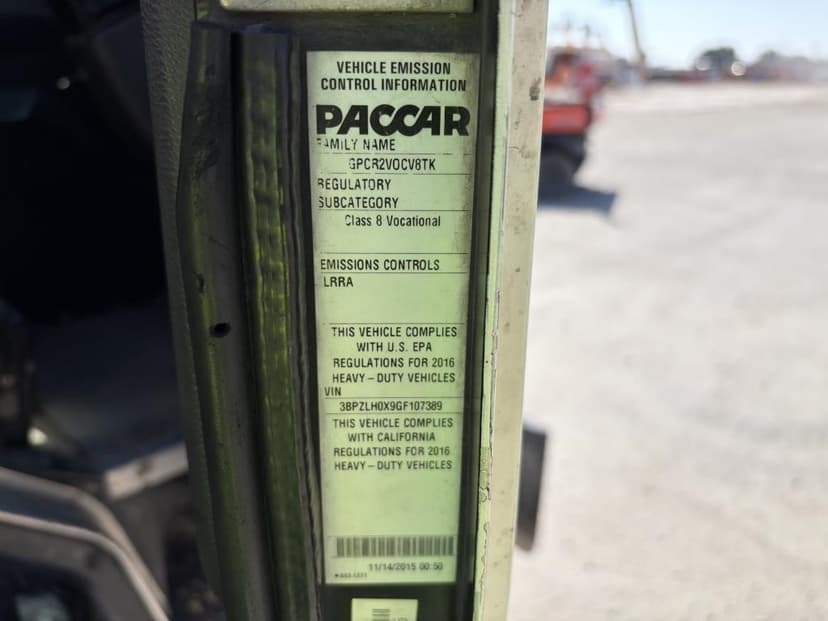 VEHICLE EMISSION
CONTROL INFORMATION
PACCAR
FAMILY NAME
GPCR2VOCV8TK
REGULATORY
SUBCATEGORY
Class 8 Vocational
EMISSIONS CONTROLS
LRRA
THIS VEHICLE COMPLIES
WITH U.S. EPA
REGULATIONS FOR 2016
HEAVY-DUTY VEHICLES
VIN
3BPZLH0X9GF107389
THIS VEHICLE COMPLIES
WITH CALIFORNIA
REGULATIONS FOR 2016
HEAVY-DUTY VEHICLES
11/14/2015 00:50